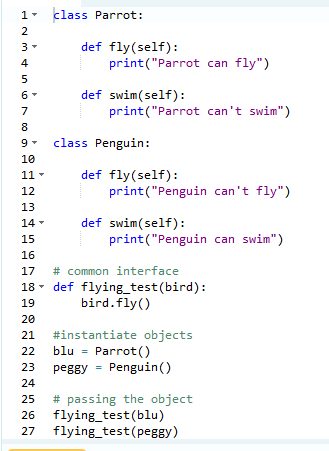 1 class Parrot:
2
3     def fly(self):
4         print("Parrot can fly")
5
6     def swim(self):
7         print("Parrot can't swim")
8
9 class Penguin:
10
11     def fly(self):
12         print("Penguin can't fly")
13
14     def swim(self):
15         print("Penguin can swim")
16
17 # common interface
18 def flying_test(bird):
19     bird.fly()
20
21 #instantiate objects
22 blu = Parrot()
23 peggy = Penguin()
24
25 # passing the object
26 flying_test(blu)
27 flying_test(peggy)